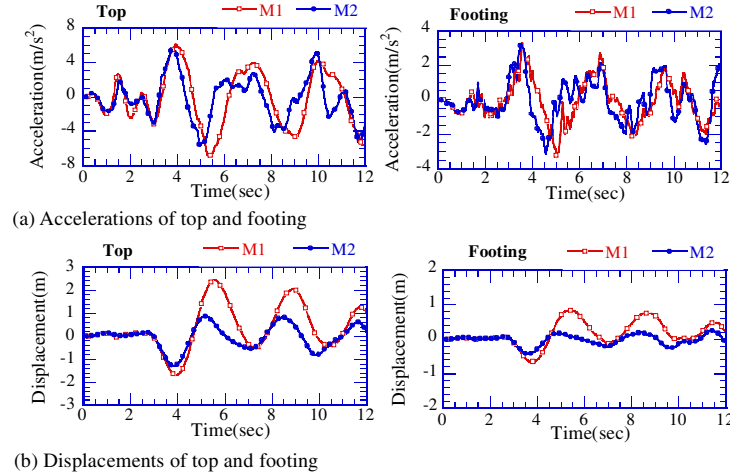 Top M1 M2
Acceleration(m/s²)
8
4
0
-4
-8
0 2 4 6 8 10 12
Time(sec)
Footing M1 M2
Acceleration(m/s²)
4
2
0
-2
-4
0 2 4 6 8 10 12
Time(sec)
(a) Accelerations of top and footing
Top M1 M2
Displacement(m)
3
2
1
0
-1
-2
-3
0 2 4 6 8 10 12
Time(sec)
Footing M1 M2
Displacement(m)
2
1
0
-1
-2
0 2 4 6 8 10 12
Time(sec)
(b) Displacements of top and footing